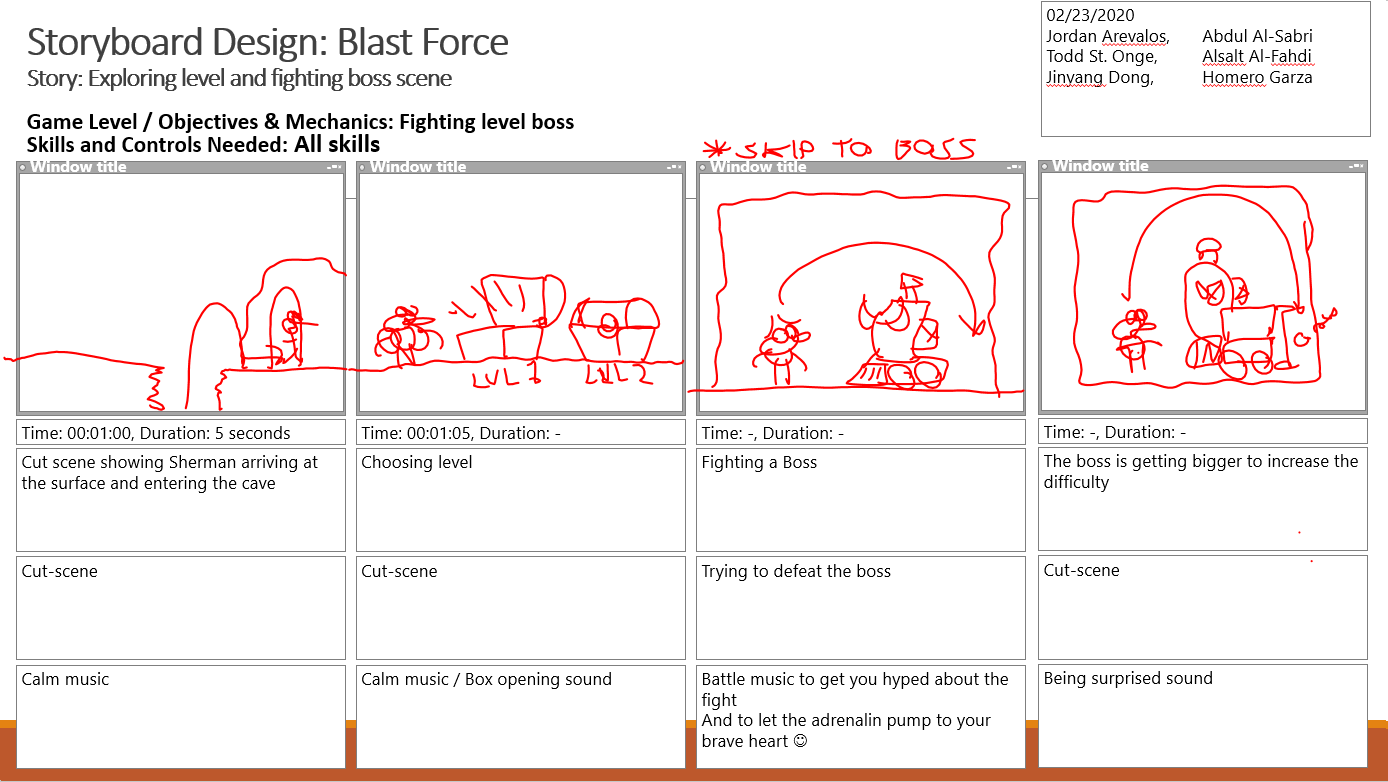 Storyboard Design: Blast Force
Story: Exploring level and fighting boss scene
02/23/2020
Jordan Arevalos, Abdul Al-Sabri
Todd St. Onge, Alsalt Al-Fahdi
Jinyang Dong, Homero Garza
Game Level / Objectives & Mechanics: Fighting level boss
Skills and Controls Needed: All skills
* SKIP TO BOSS
Window title
Window title
Window title
Window title
LVL 1
LVL 2
Time: 00:01:00, Duration: 5 seconds
Time: 00:01:05, Duration: -
Time: -, Duration: -
Time: -, Duration: -
Cut scene showing Sherman arriving at
the surface and entering the cave
Choosing level
Fighting a Boss
The boss is getting bigger to increase the
difficulty
Cut-scene
Cut-scene
Trying to defeat the boss
Cut-scene
Calm music
Calm music / Box opening sound
Battle music to get you hyped about the
fight
And to let the adrenalin pump to your
brave heart ☺
Being surprised sound